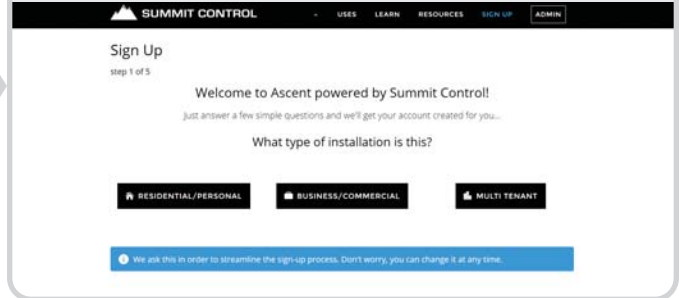 SUMMIT CONTROL - USES LEARN RESOURCES SIGN UP ADMIN
Sign Up
step 1 of 5
Welcome to Ascent powered by Summit Control!
Just answer a few simple questions and we'll get your account created for you...
What type of installation is this?
RESIDENTIAL/PERSONAL BUSINESS/COMMERCIAL MULTI TENANT
We ask this in order to streamline the sign-up process. Don't worry, you can change it at any time.